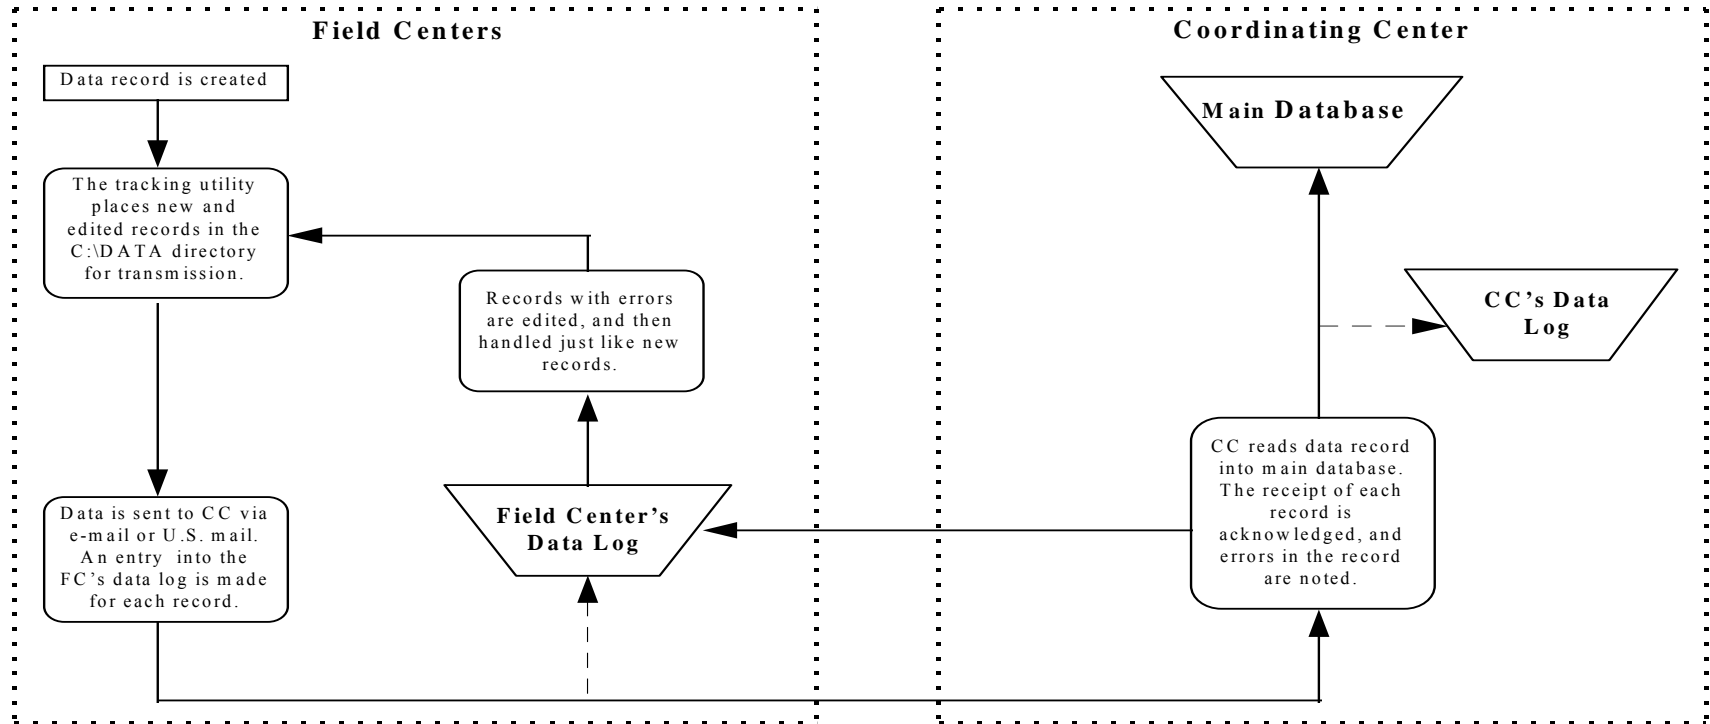 Field Centers
Data record is created
The tracking utility
places new and
edited records in the
C:\DATA directory
for transmission.
Records with errors
are edited, and then
handled just like new
records.
Data is sent to CC via
e-mail or U.S. mail.
An entry into the
FC's data log is made
for each record.
Field Center's
Data Log
Coordinating Center
Main Database
CC's Data
Log
CC reads data record
into main database.
The receipt of each
record is
acknowledged, and
errors in the record
are noted.